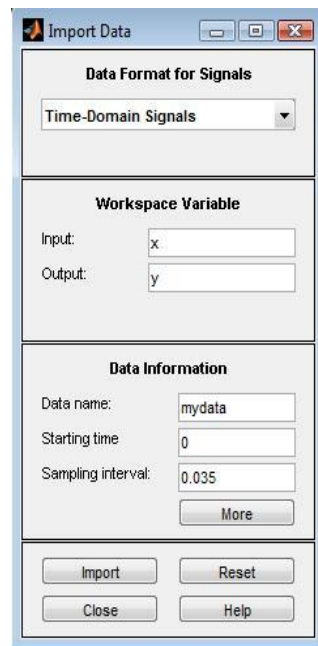 Import Data
Data Format for Signals
Time-Domain Signals
Workspace Variable
Input: x
Output: y
Data Information
Data name: mydata
Starting time 0
Sampling interval: 0.035
More
Import Reset
Close Help